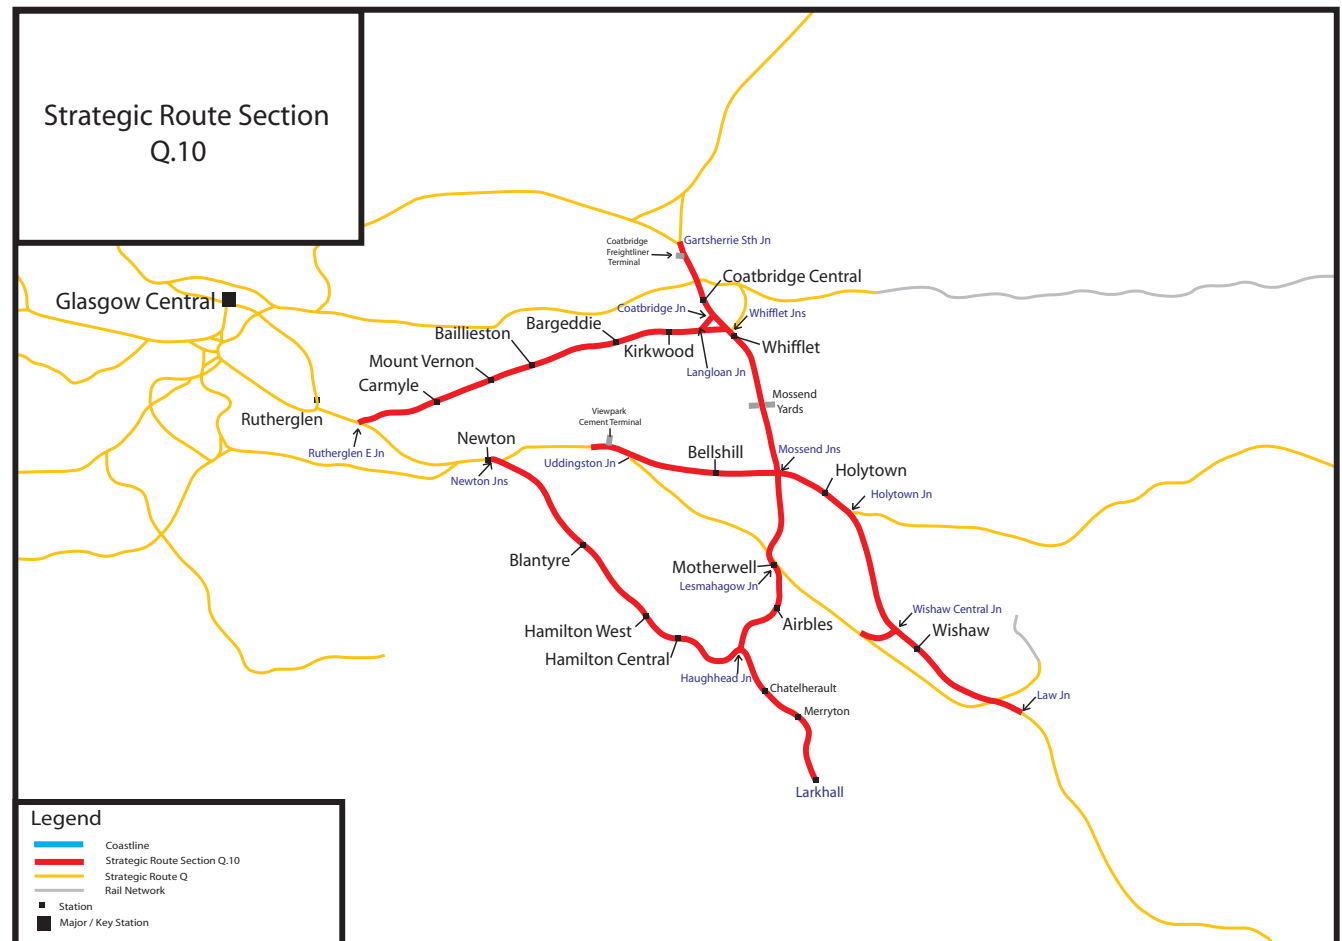 Strategic Route Section
Q.10
Gartsherrie Sth Jn
Coatbridge
Freightliner
Terminal
Coatbridge Central
Glasgow Central
Coatbridge Jn
Whifflet Jns
Bargeddie
Baillieston
Kirkwood
Whifflet
Mount Vernon
Langloan Jn
Carmyle
Mossend
Yards
Rutherglen
Viewpark
Cement Terminal
Newton
Rutherglen E.Jn
Bellshill
Mossend Jns
Uddingston Jn
Holytown
Newton Jns
Holytown Jn
Blantyre
Motherwell
Lesmahagow Jn
Wishaw Central Jn
Airbles
Hamilton West
Wishaw
Hamilton Central
Haughhead Jn
Chatelherault
Law Jn
Merryton
Larkhall
Legend
Coastline
Strategic Route Section Q.10
Strategic Route Q
Rail Network
Station
Major / Key Station